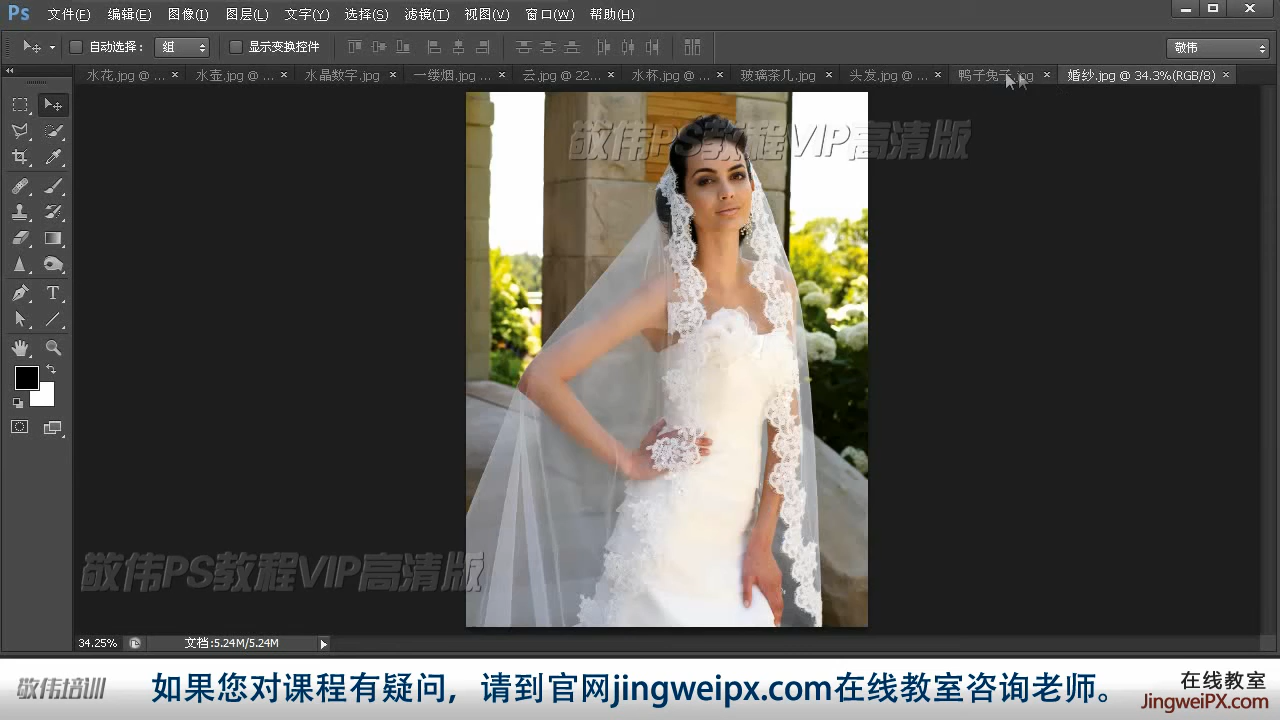 Ps 文件(F) 编辑(E) 图像(I) 图层(L) 文字(Y) 选择(S) 滤镜(T) 视图(V) 窗口(W) 帮助(H)
自动选择： 组 显示变换控件 敬伟
水花.jpg @ ... × 水壶.jpg @ ... × 水晶数字.jpg × 一缕烟.jpg ... × 云.jpg @ 22... × 水杯.jpg @ ... × 玻璃茶几.jpg × 头发.jpg @ ... × 鸭子兔子.jpg × 婚纱.jpg @ 34.3%(RGB/8) ×
敬伟PS教程VIP高清版
敬伟PS教程VIP高清版
34.25% 文档:5.24M/5.24M
敬伟培训 如果您对课程有疑问，请到官网jingweipx.com在线教室咨询老师。 在线教室
JingweiPX.com